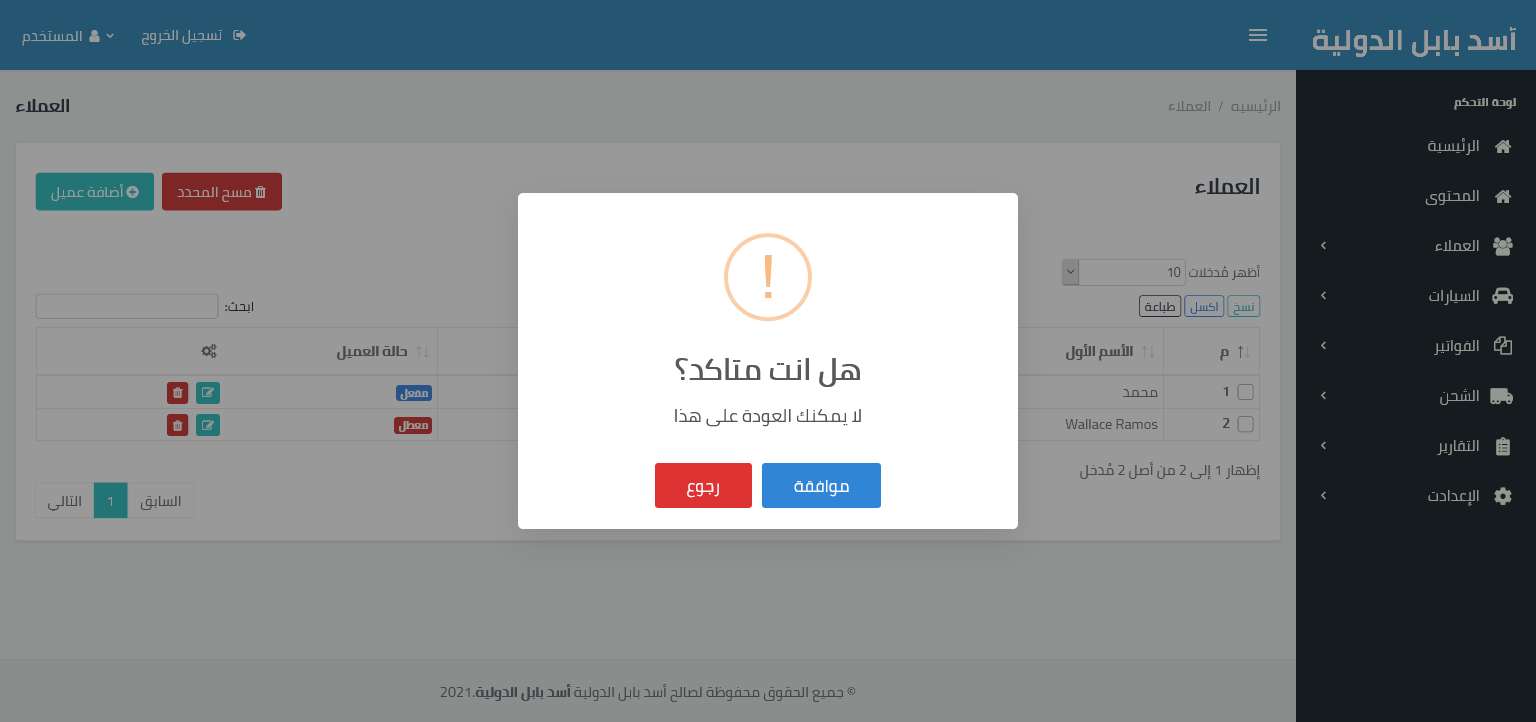 أسد بابل الدولية
تسجيل الخروج
المستخدم
لوحة التحكم
الرئيسية
المحتوى
العملاء
السيارات
الفواتير
الشحن
التقارير
الإعدادت
الرئيسيه / العملاء
العملاء
العملاء
مسح المحدد
أضافة عميل
أظهر مُدخلات 10
نسخ اكسل طباعة
ابحث:
م الأسم الأول حالة العميل
1 محمد مفعل
2 Wallace Ramos معطل
إظهار 1 إلى 2 من أصل 2 مُدخل
السابق 1 التالي
هل انت متاكد؟
لا يمكنك العودة على هذا
موافقة
رجوع
© جميع الحقوق محفوظة لصالح أسد بابل الدولية أسد بابل الدولية.2021